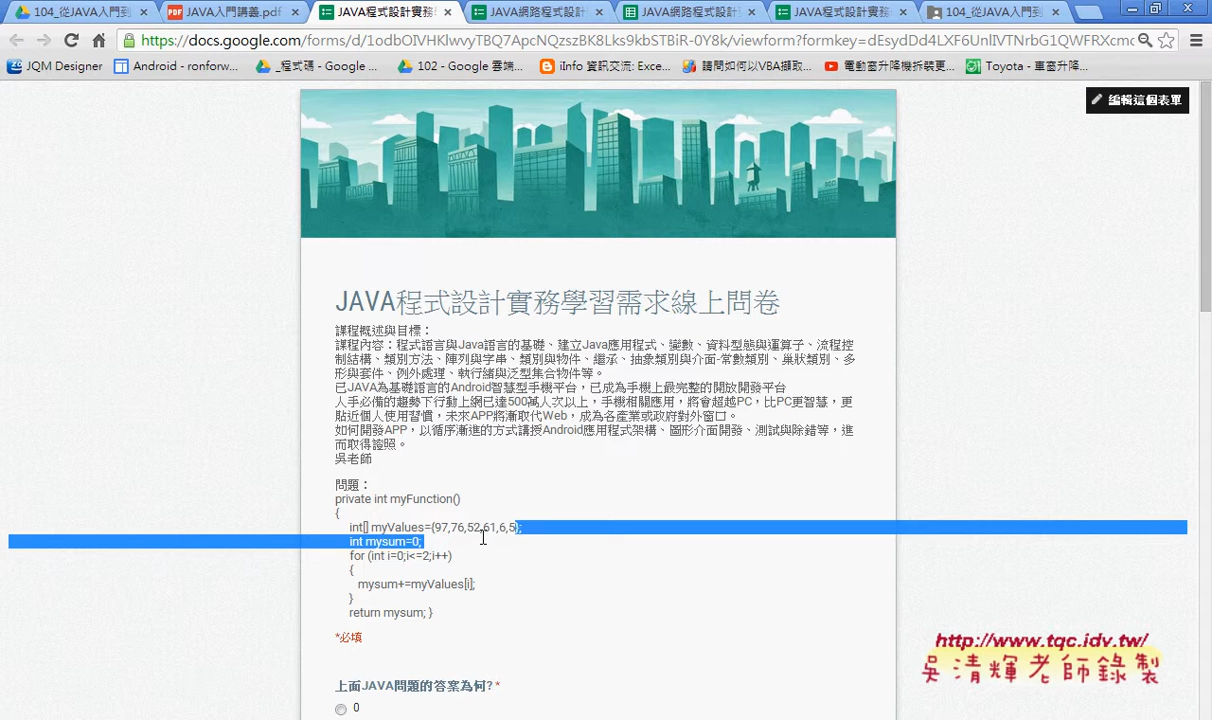 104_從JAVA入門到
JAVA入門講義.pdf
JAVA程式設計實務
JAVA網路程式設計
JAVA網路程式設計
JAVA程式設計實務
104_從JAVA入門到
https://docs.google.com/forms/d/1odbOIVHKlwvyTBQ7ApcNQzszBK8Lks9kbSTBiR-0Y8k/viewform?formkey=dEsydDd4LXF6UnlIVTNrbG1QWFRXcmc
JQM Designer
Android - ronforw...
_程式碼 - Google ...
102 - Google 雲端...
iInfo 資訊交流: Exce...
請問如何以VBA擷取...
電動窗升降機拆裝更...
Toyota - 車窗升降...
編輯這個表單
JAVA程式設計實務學習需求線上問卷
課程概述與目標：
課程內容：程式語言與Java語言的基礎、建立Java應用程式、變數、資料型態與運算子、流程控
制結構、類別方法、陣列與字串、類別與物件、繼承、抽象類別與介面-常數類別、巢狀類別、多
形與套件、例外處理、執行緒與泛型集合物件等。
已JAVA為基礎語言的Android智慧型手機平台，已成為手機上最完整的開放開發平台
人手必備的趨勢下行動上網已達500萬人次以上，手機相關應用，將會超越PC，比PC更智慧，更
貼近個人使用習慣，未來APP將漸取代Web，成為各產業或政府對外窗口。
如何開發APP，以循序漸進的方式講授Android應用程式架構、圖形介面開發、測試與除錯等，進
而取得證照。
吳老師
問題：
private int myFunction()
{
int[] myValues={97,76,52,61,6,5};
int mysum=0;
for (int i=0;i<=2;i++)
{
mysum+=myValues[i];
}
return mysum; }
*必填
上面JAVA問題的答案為何? *
0
http://www.tqc.idv.tw/
吳清輝老師錄製